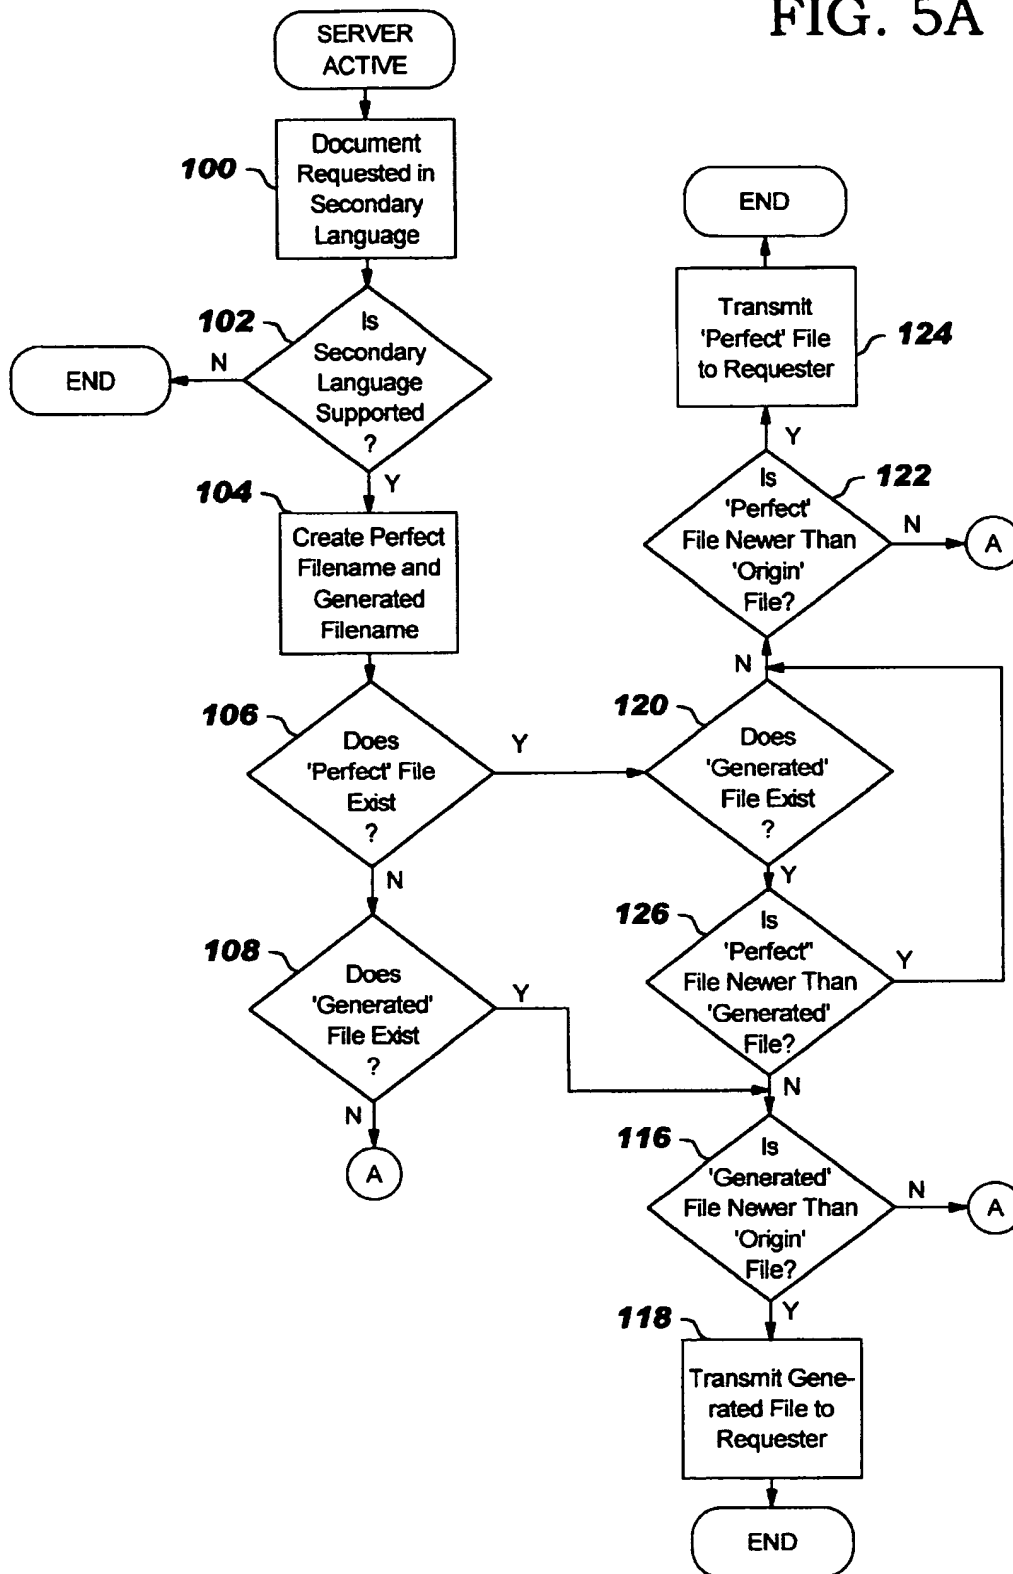 FIG. 5A
SERVER
ACTIVE
100
Document
Requested in
Secondary
Language
102
Is
Secondary
Language
Supported
?
N
END
Y
104
Create Perfect
Filename and
Generated
Filename
106
Does
'Perfect' File
Exist
?
Y
N
108
Does
'Generated'
File Exist
?
Y
N
A
END
Transmit
'Perfect' File
to Requester
124
Y
122
Is
'Perfect'
File Newer Than
'Origin'
File?
N
A
N
120
Does
'Generated'
File Exist
?
Y
126
Is
'Perfect"
File Newer Than
'Generated'
File?
Y
N
116
Is
'Generated'
File Newer Than
'Origin'
File?
N
A
Y
118
Transmit Gene-
rated File to
Requester
END